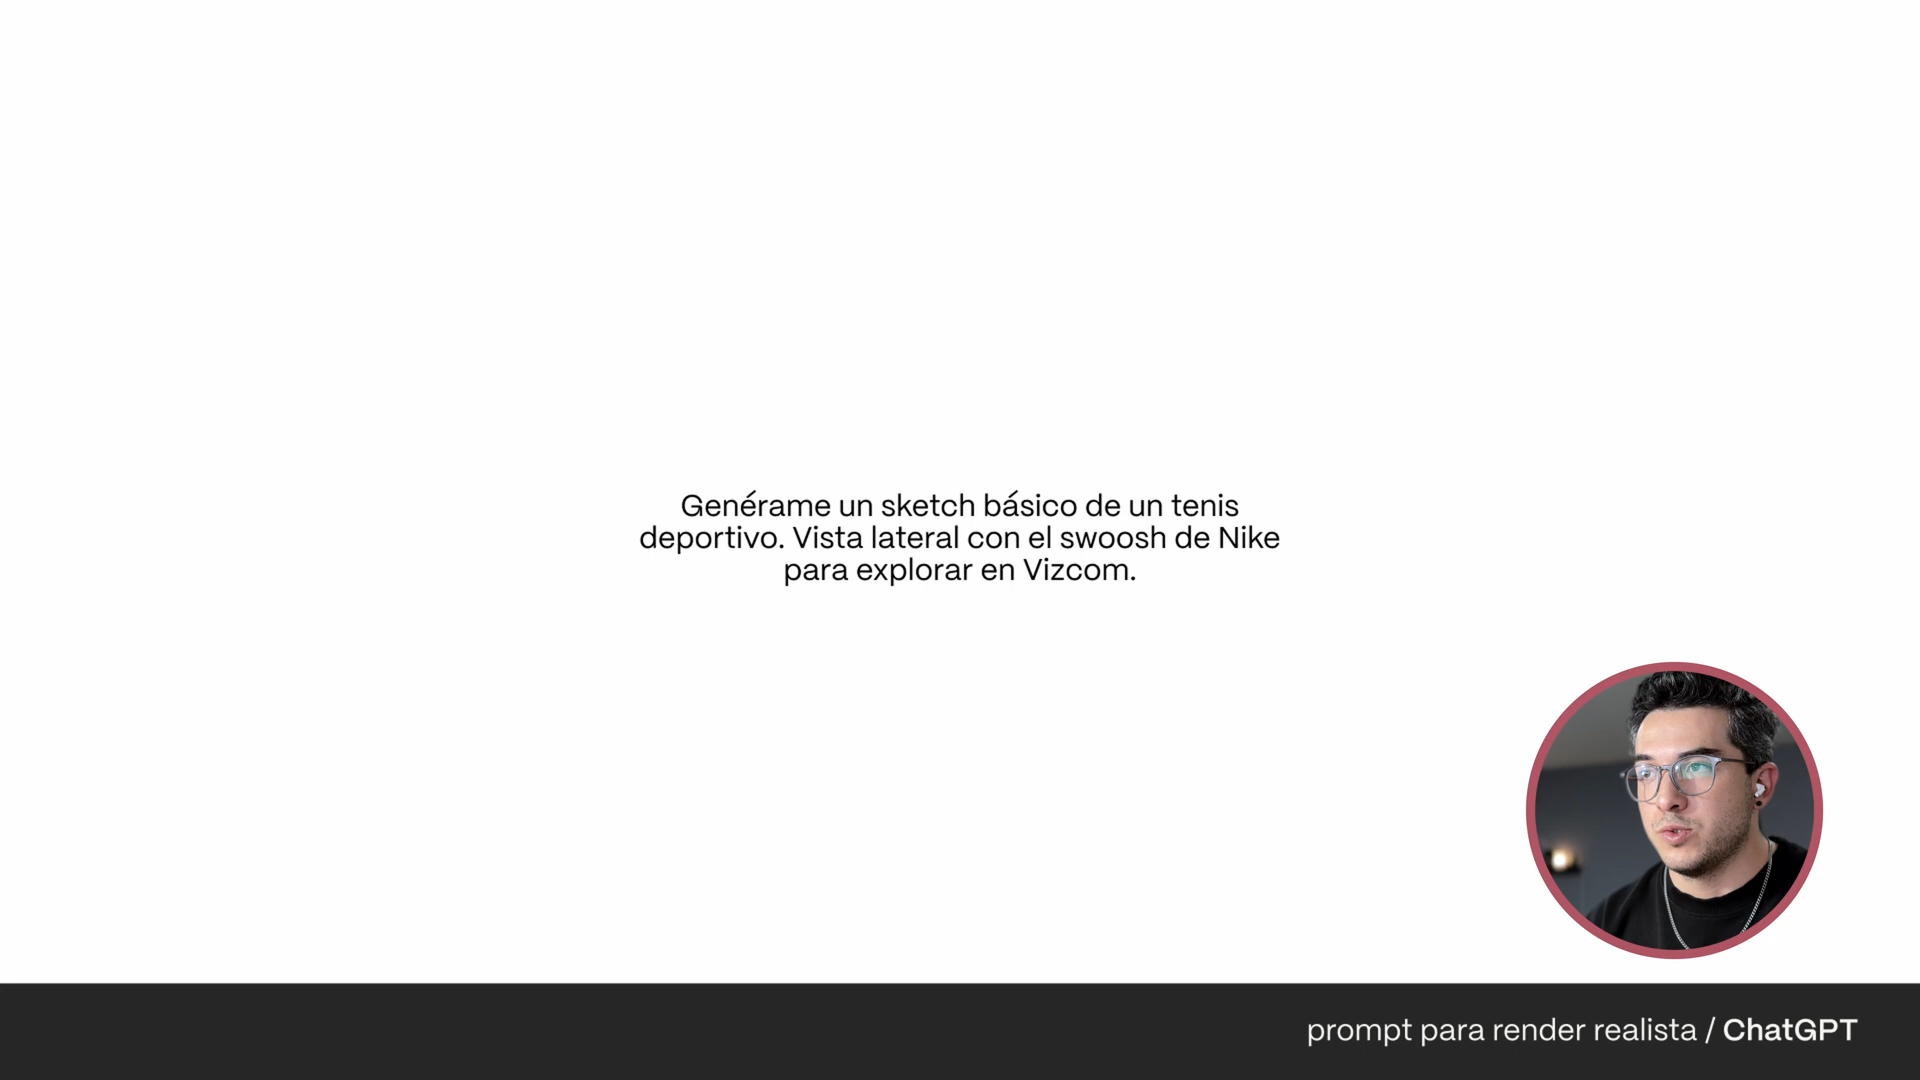 Genérame un sketch básico de un tenis
deportivo. Vista lateral con el swoosh de Nike
para explorar en Vizcom.
prompt para render realista / ChatGPT